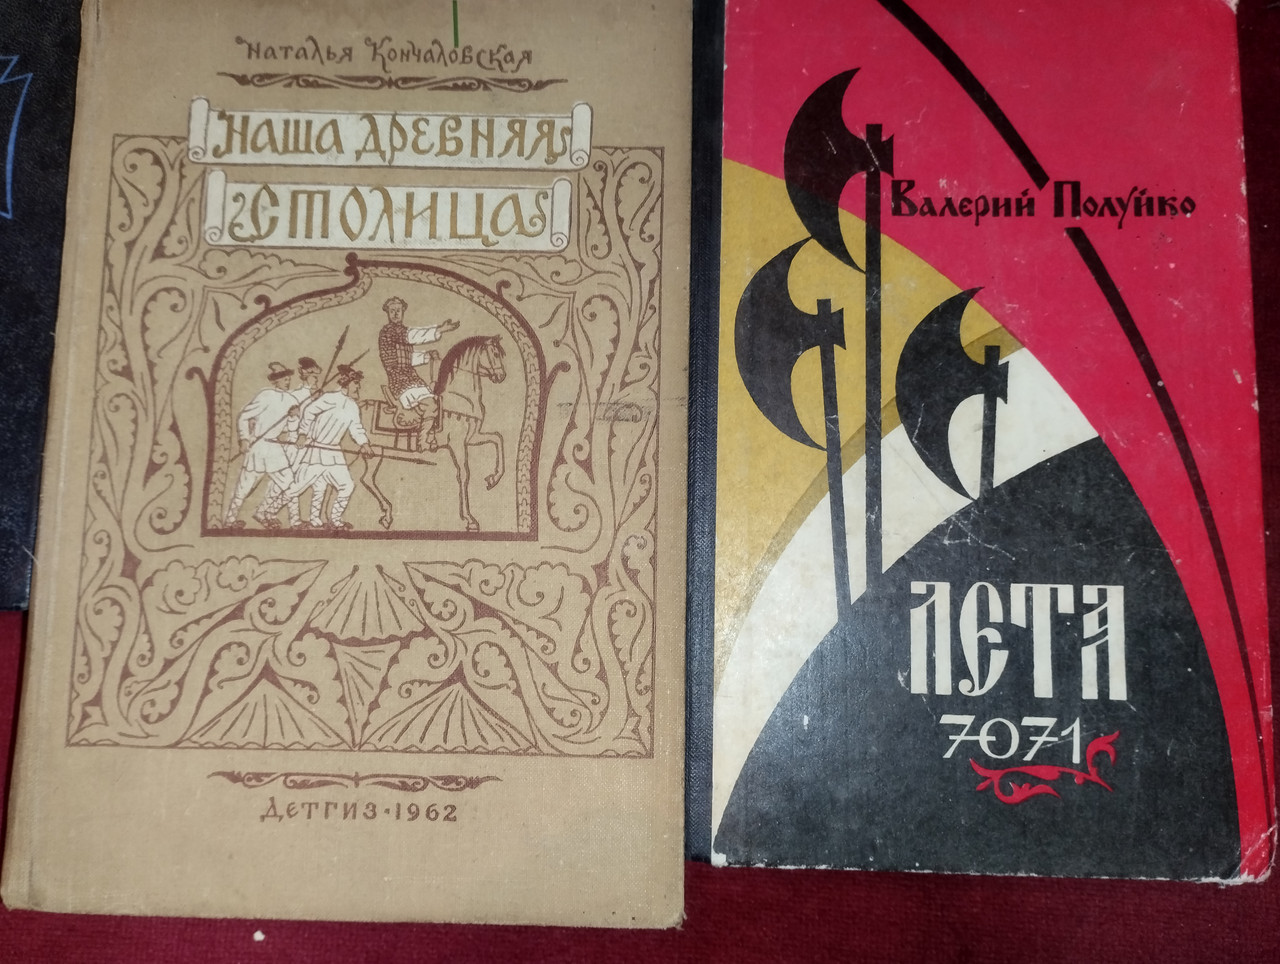 Наталья Кончаловская
Наша древняя
столица
Детгиз • 1962
Валерий Полуйко
Лета
7071